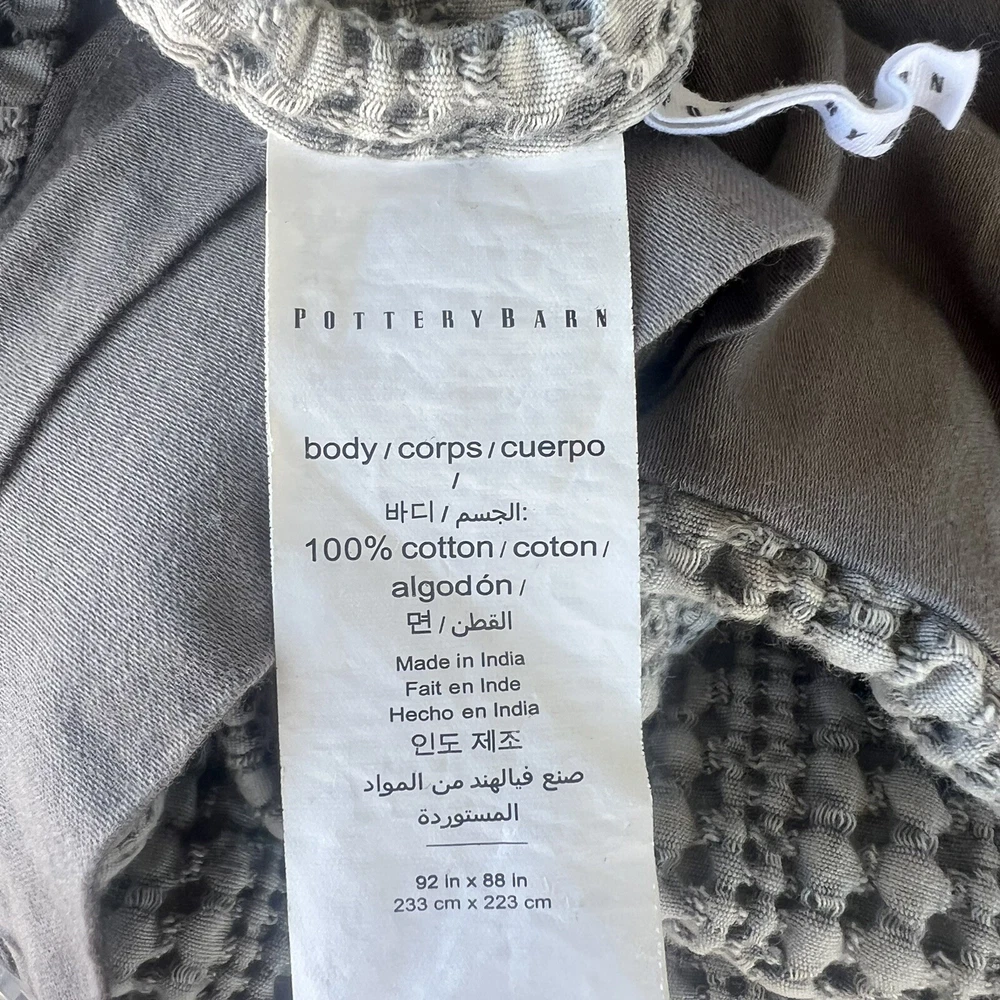 POTTERY BARN
body / corps / cuerpo
/
바디 / الجسم:
100% cotton / coton /
algodón /
면 / القطن
Made in India
Fait en Inde
Hecho en India
인도 제조
صنع فيالهند من المواد
المستوردة
92 in x 88 in
233 cm x 223 cm